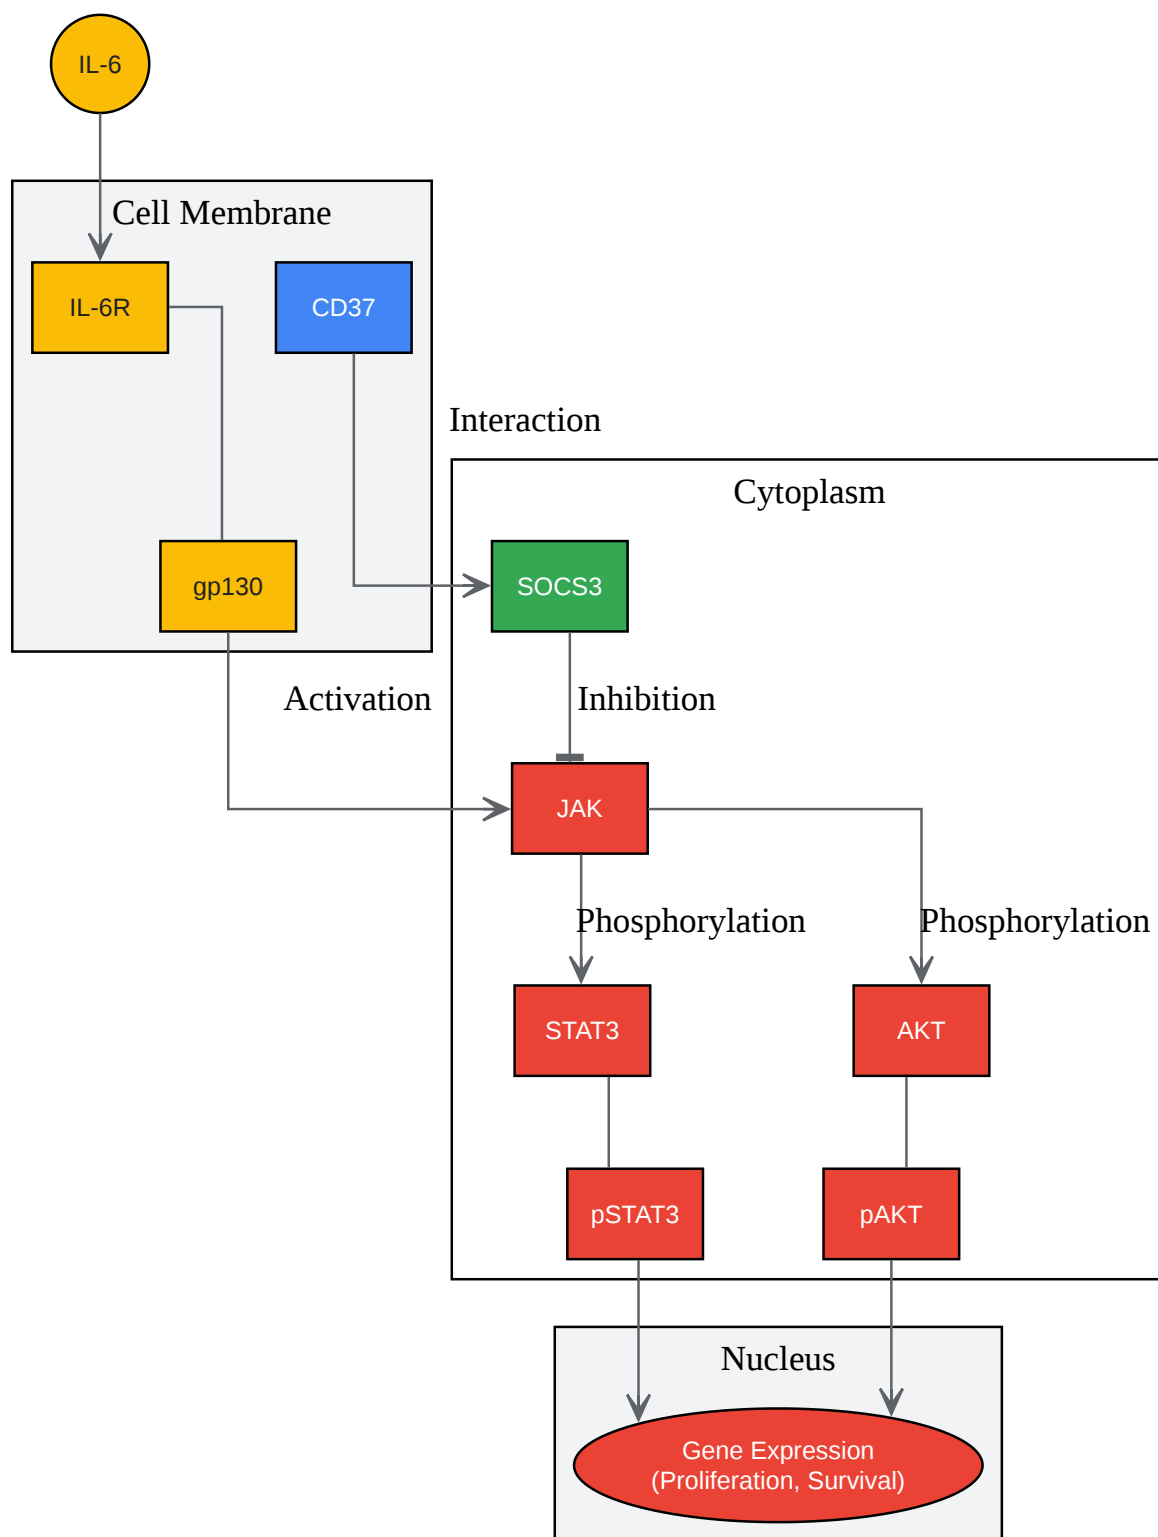 IL-6
Cell Membrane
IL-6R
CD37
Interaction
Cytoplasm
gp130
SOCS3
Activation
Inhibition
JAK
Phosphorylation
Phosphorylation
STAT3
AKT
pSTAT3
pAKT
Nucleus
Gene Expression
(Proliferation, Survival)